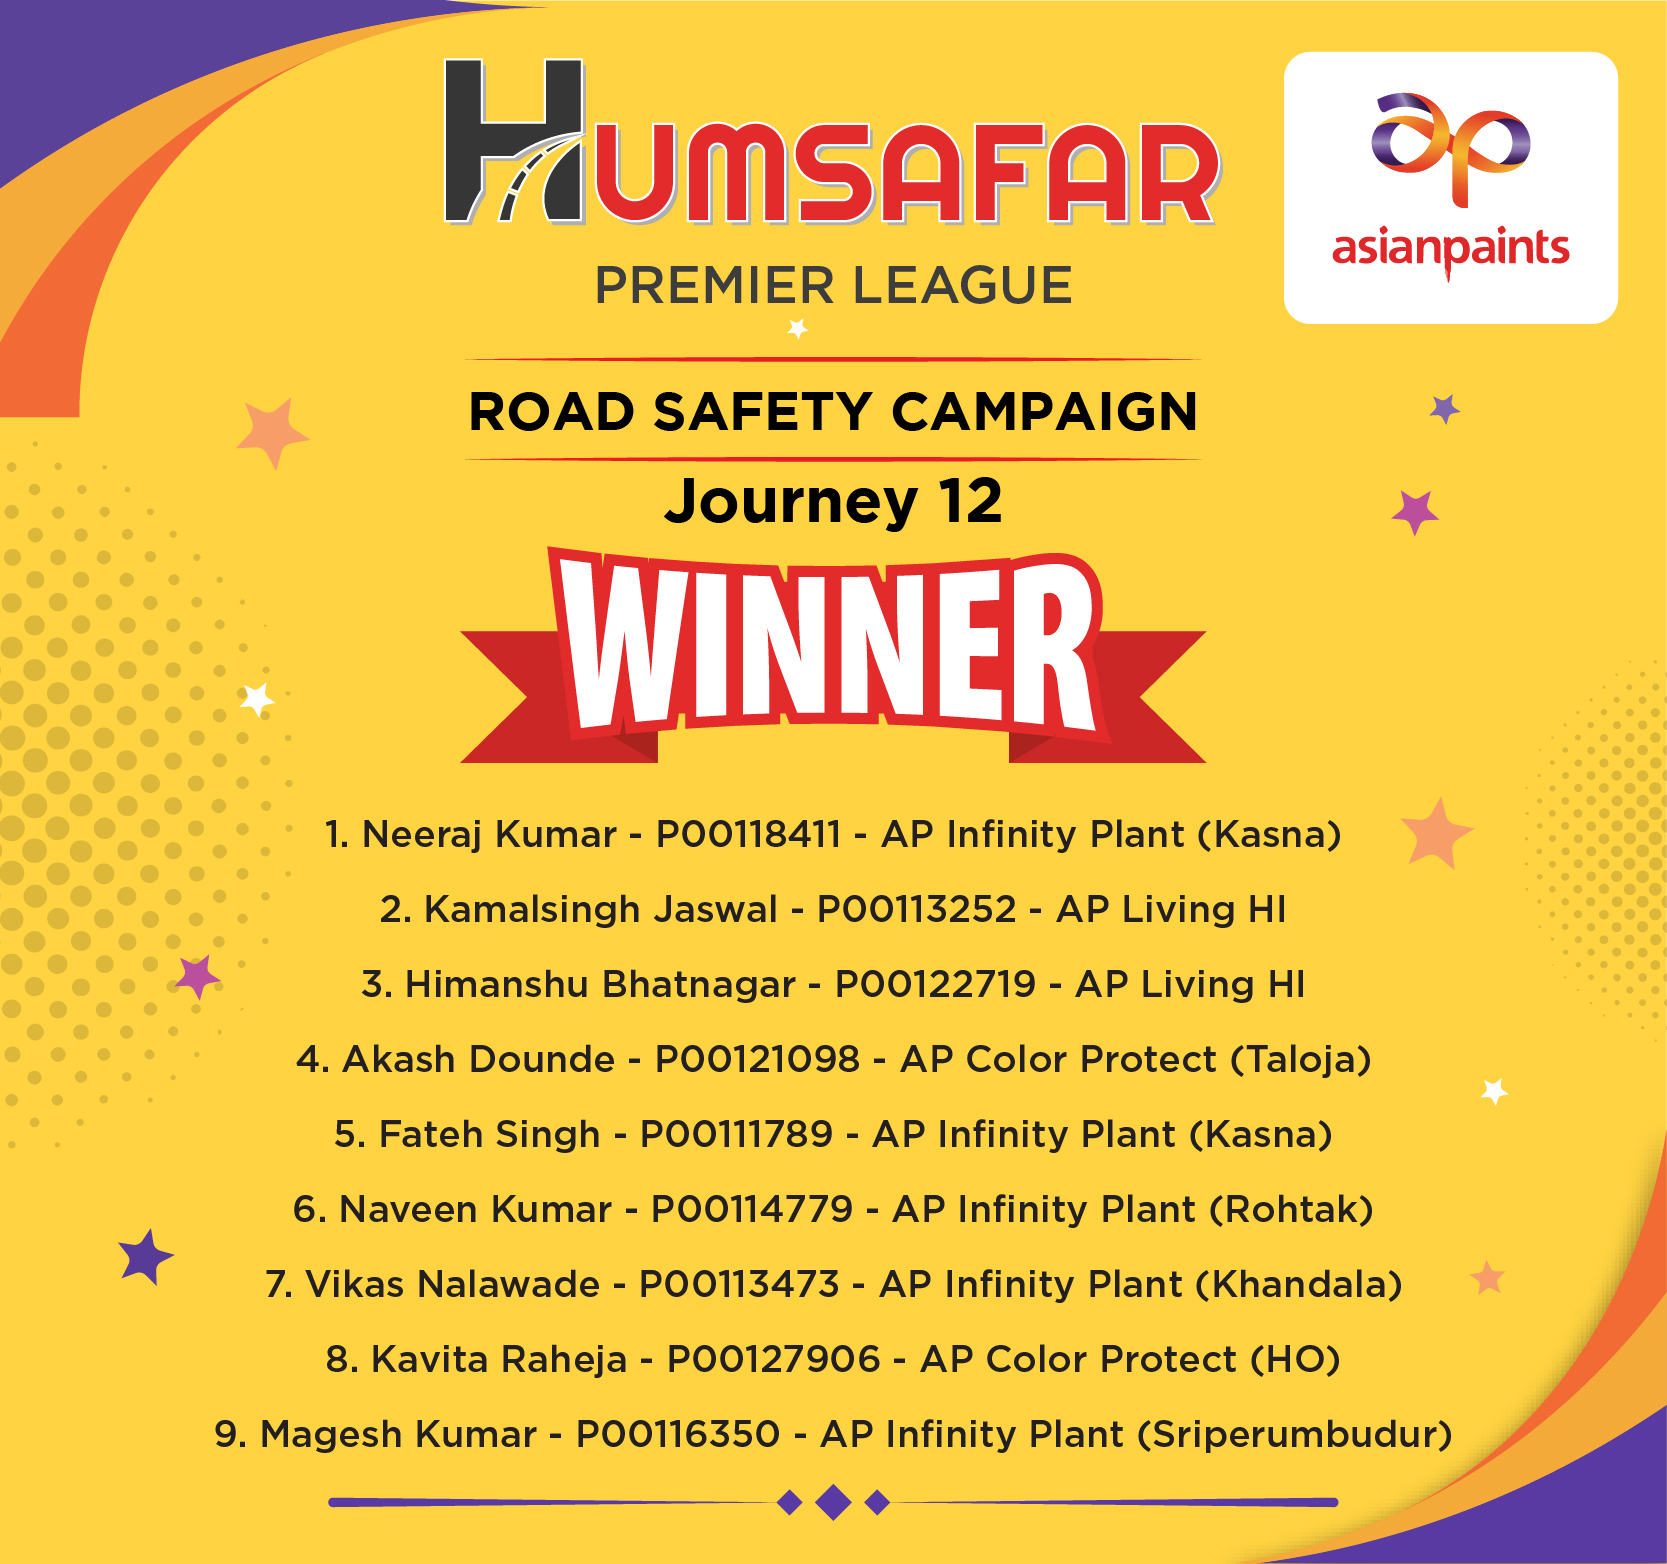 HUMSAFAR
PREMIER LEAGUE
ap
asianpaints
ROAD SAFETY CAMPAIGN
Journey 12
WINNER
1. Neeraj Kumar - P00118411 - AP Infinity Plant (Kasna)
2. Kamalsingh Jaswal - P00113252 - AP Living HI
3. Himanshu Bhatnagar - P00122719 - AP Living HI
4. Akash Dounde - P00121098 - AP Color Protect (Taloja)
5. Fateh Singh - P00111789 - AP Infinity Plant (Kasna)
6. Naveen Kumar - P00114779 - AP Infinity Plant (Rohtak)
7. Vikas Nalawade - P00113473 - AP Infinity Plant (Khandala)
8. Kavita Raheja - P00127906 - AP Color Protect (HO)
9. Magesh Kumar - P00116350 - AP Infinity Plant (Sriperumbudur)